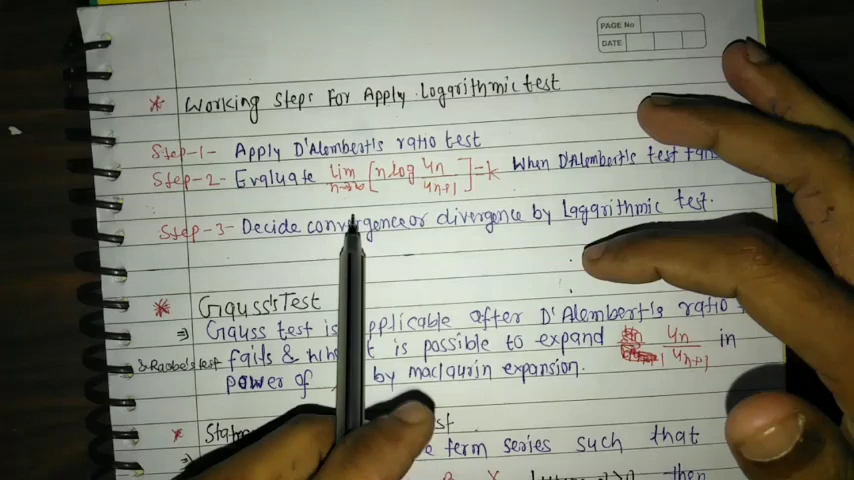 PAGE No
DATE
* Working Steps For Apply Logarithmic test
Step-1- Apply D'Alembert's ratio test
Step-2- Evaluate lim n→∞ [n log un/un+1] = k When D'Alembert's test fails
Step-3- Decide convergence or divergence by Lagarithmic test.
* Gauss's Test
⇒ Gauss test is applicable after D'Alembert's ratio
& Raabe's test fails & when it is possible to expand un/un+1 in
power of by maclaurin expansion.
*
⇒ term series such that
then